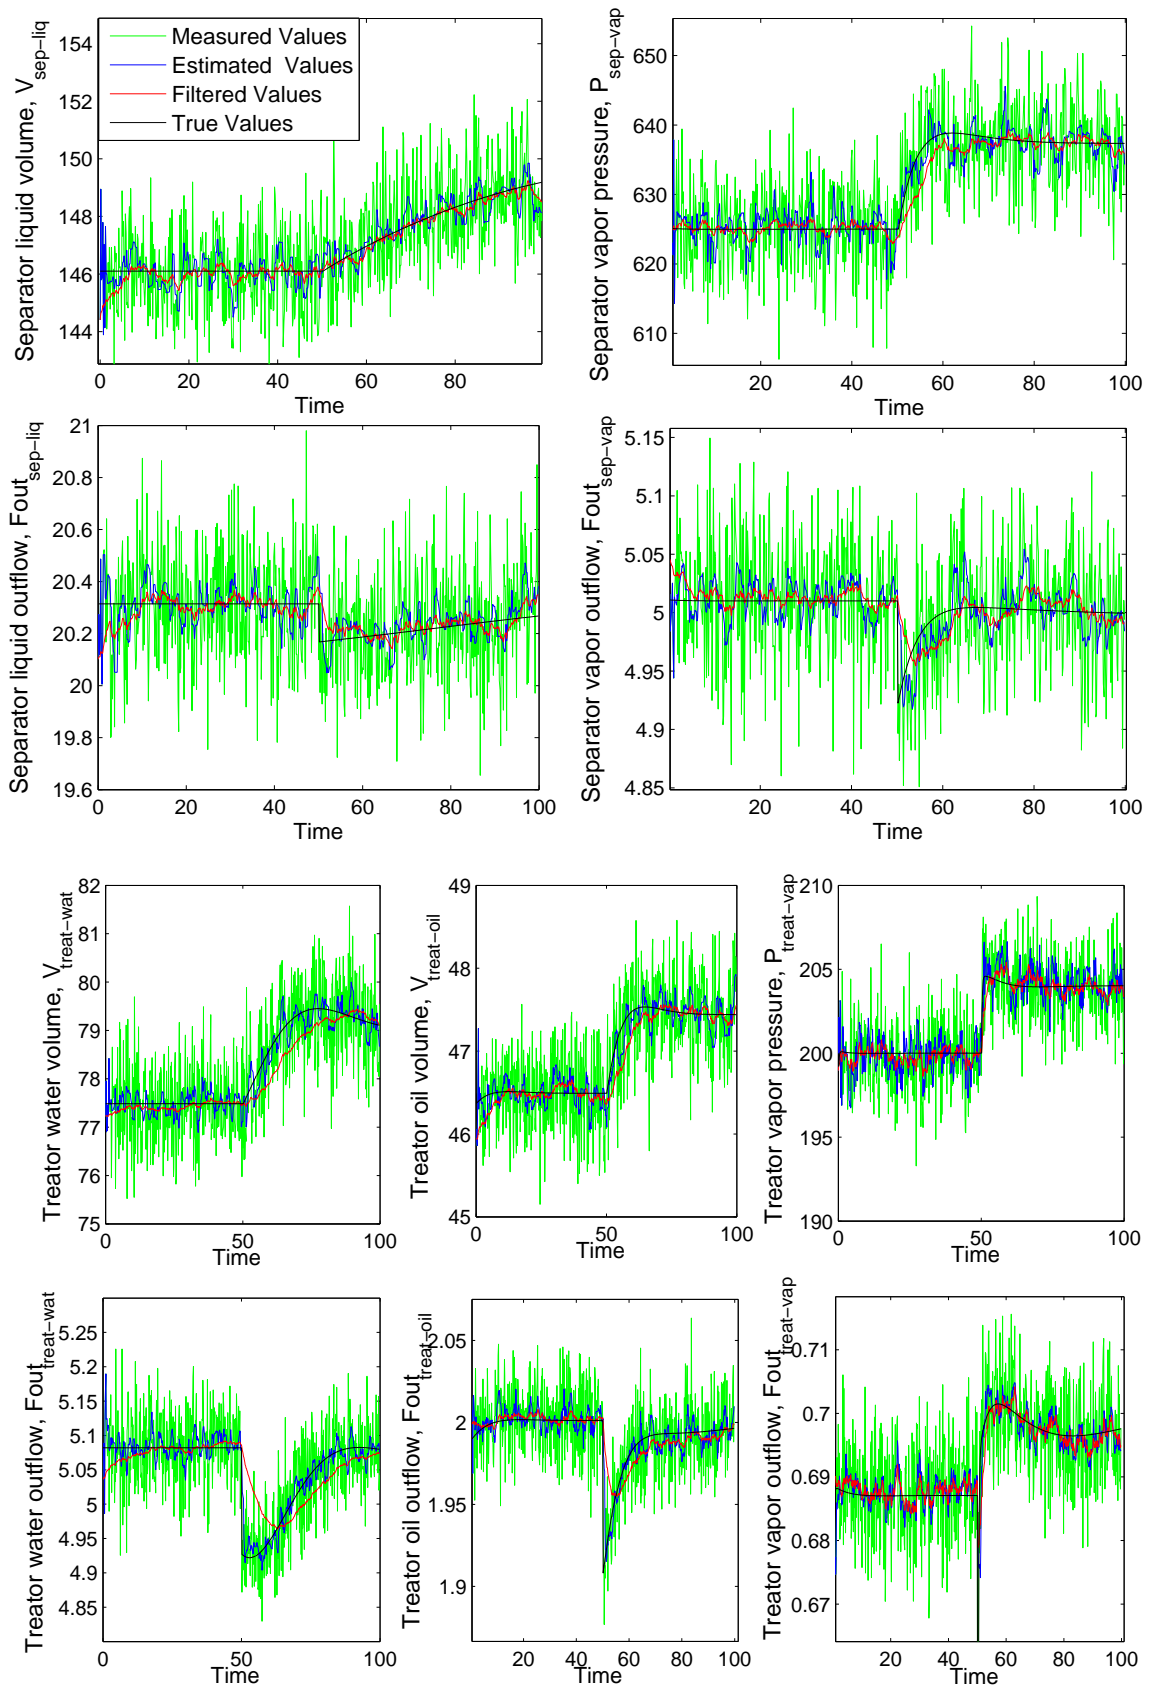 Separator liquid volume, V_sep−liq
154
152
150
148
146
144
0 20 40 60 80
Time
Measured Values
Estimated Values
Filtered Values
True Values
Separator vapor pressure, P_sep−vap
650
640
630
620
610
20 40 60 80 100
Time
Separator liquid outflow, Fout_sep−liq
21
20.8
20.6
20.4
20.2
20
19.8
19.6
0 20 40 60 80 100
Time
Separator vapor outflow, Fout_sep−vap
5.15
5.1
5.05
5
4.95
4.9
4.85
20 40 60 80 100
Time
Treator water volume, V_treat−wat
82
81
80
79
78
77
76
75
0 50 100
Time
Treator oil volume, V_treat−oil
49
48
47
46
45
0 50 100
Time
Treator vapor pressure, P_treat−vap
210
205
200
195
190
0 50 100
Time
Treator water outflow, Fout_treat−wat
5.25
5.2
5.15
5.1
5.05
5
4.95
4.9
4.85
0 50 100
Time
Treator oil outflow, Fout_treat−oil
2.05
2
1.95
1.9
20 40 60 80 100
Time
Treator vapor outflow, Fout_treat−vap
0.71
0.7
0.69
0.68
0.67
20 40 60 80 100
Time